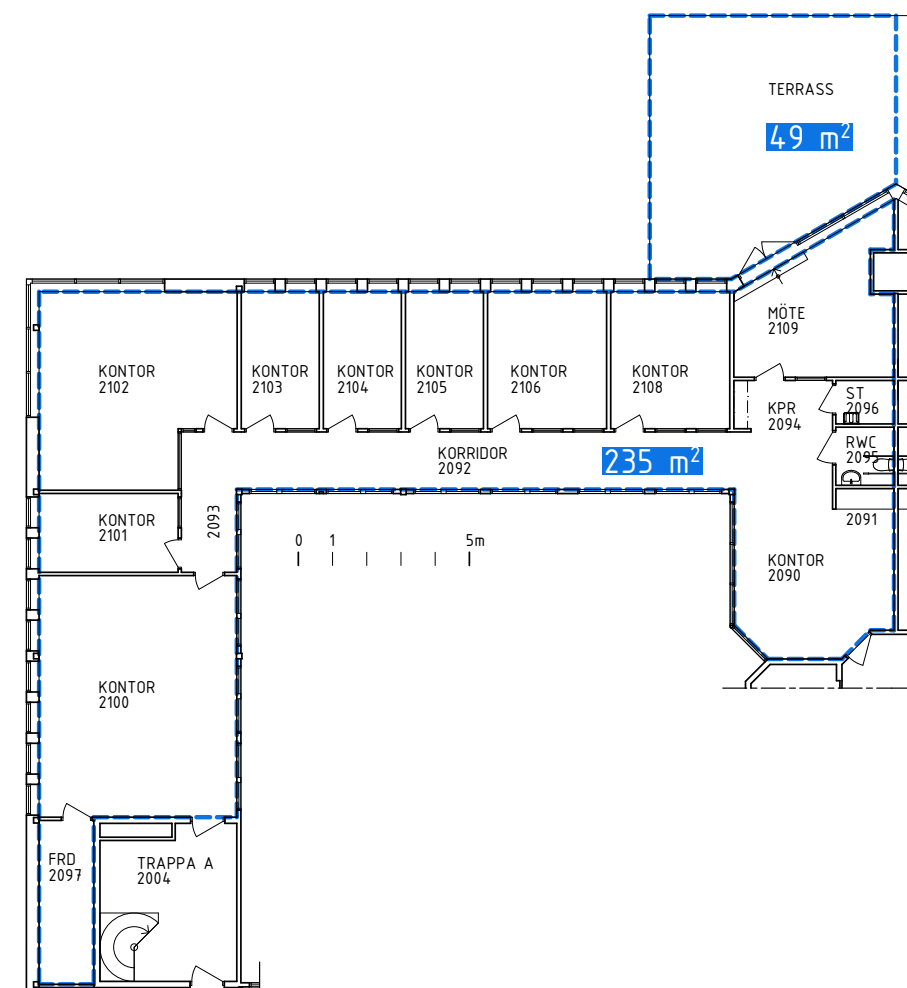 TERRASS
49 m²
MÖTE
2109
KONTOR
2102
KONTOR
2103
KONTOR
2104
KONTOR
2105
KONTOR
2106
KONTOR
2108
KPR
2094
ST
2096
RWC
2095
KORRIDOR
2092
235 m²
KONTOR
2101
2093
2091
0 1 5m
KONTOR
2090
KONTOR
2100
FRD
2097
TRAPPA A
2004